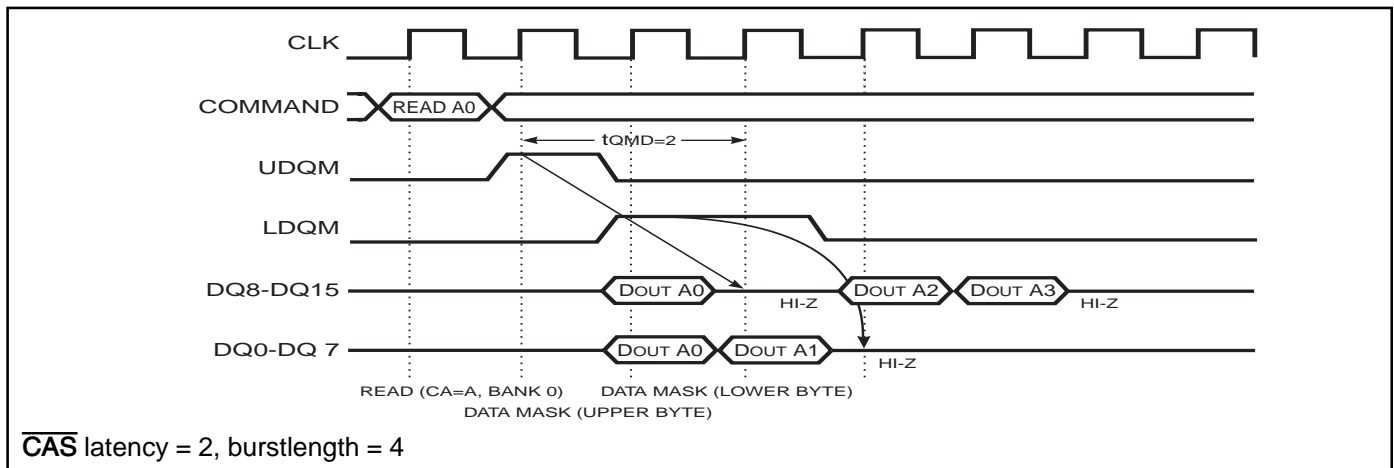 CLK
COMMAND
READ A0
tQMD=2
UDQM
LDQM
DQ8-DQ15
DOUT A0
HI-Z
DOUT A2
DOUT A3
HI-Z
DQ0-DQ 7
DOUT A0
DOUT A1
HI-Z
READ (CA=A, BANK 0)
DATA MASK (LOWER BYTE)
DATA MASK (UPPER BYTE)
CAS latency = 2, burstlength = 4